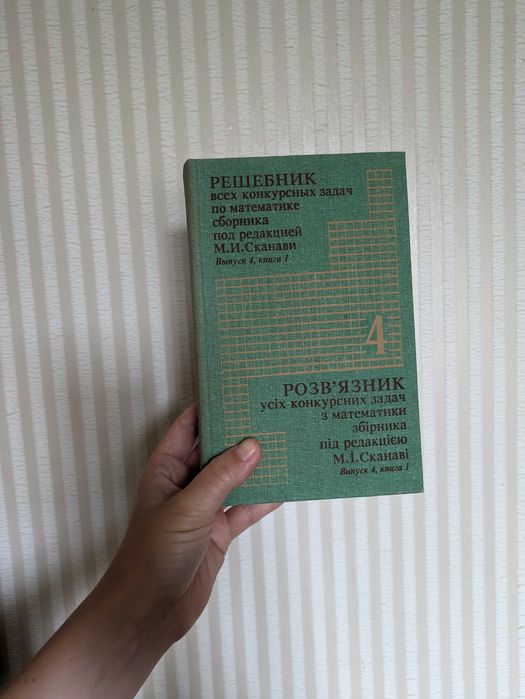 РЕШЕБНИК
всех конкурсных задач
по математике
сборника
под редакцией
М.И.Сканави
Выпуск 4, книга 1
4
РОЗВ'ЯЗНИК
усіх конкурсних задач
з математики
збірника
під редакцією
М.І.Сканаві
Випуск 4, книга 1